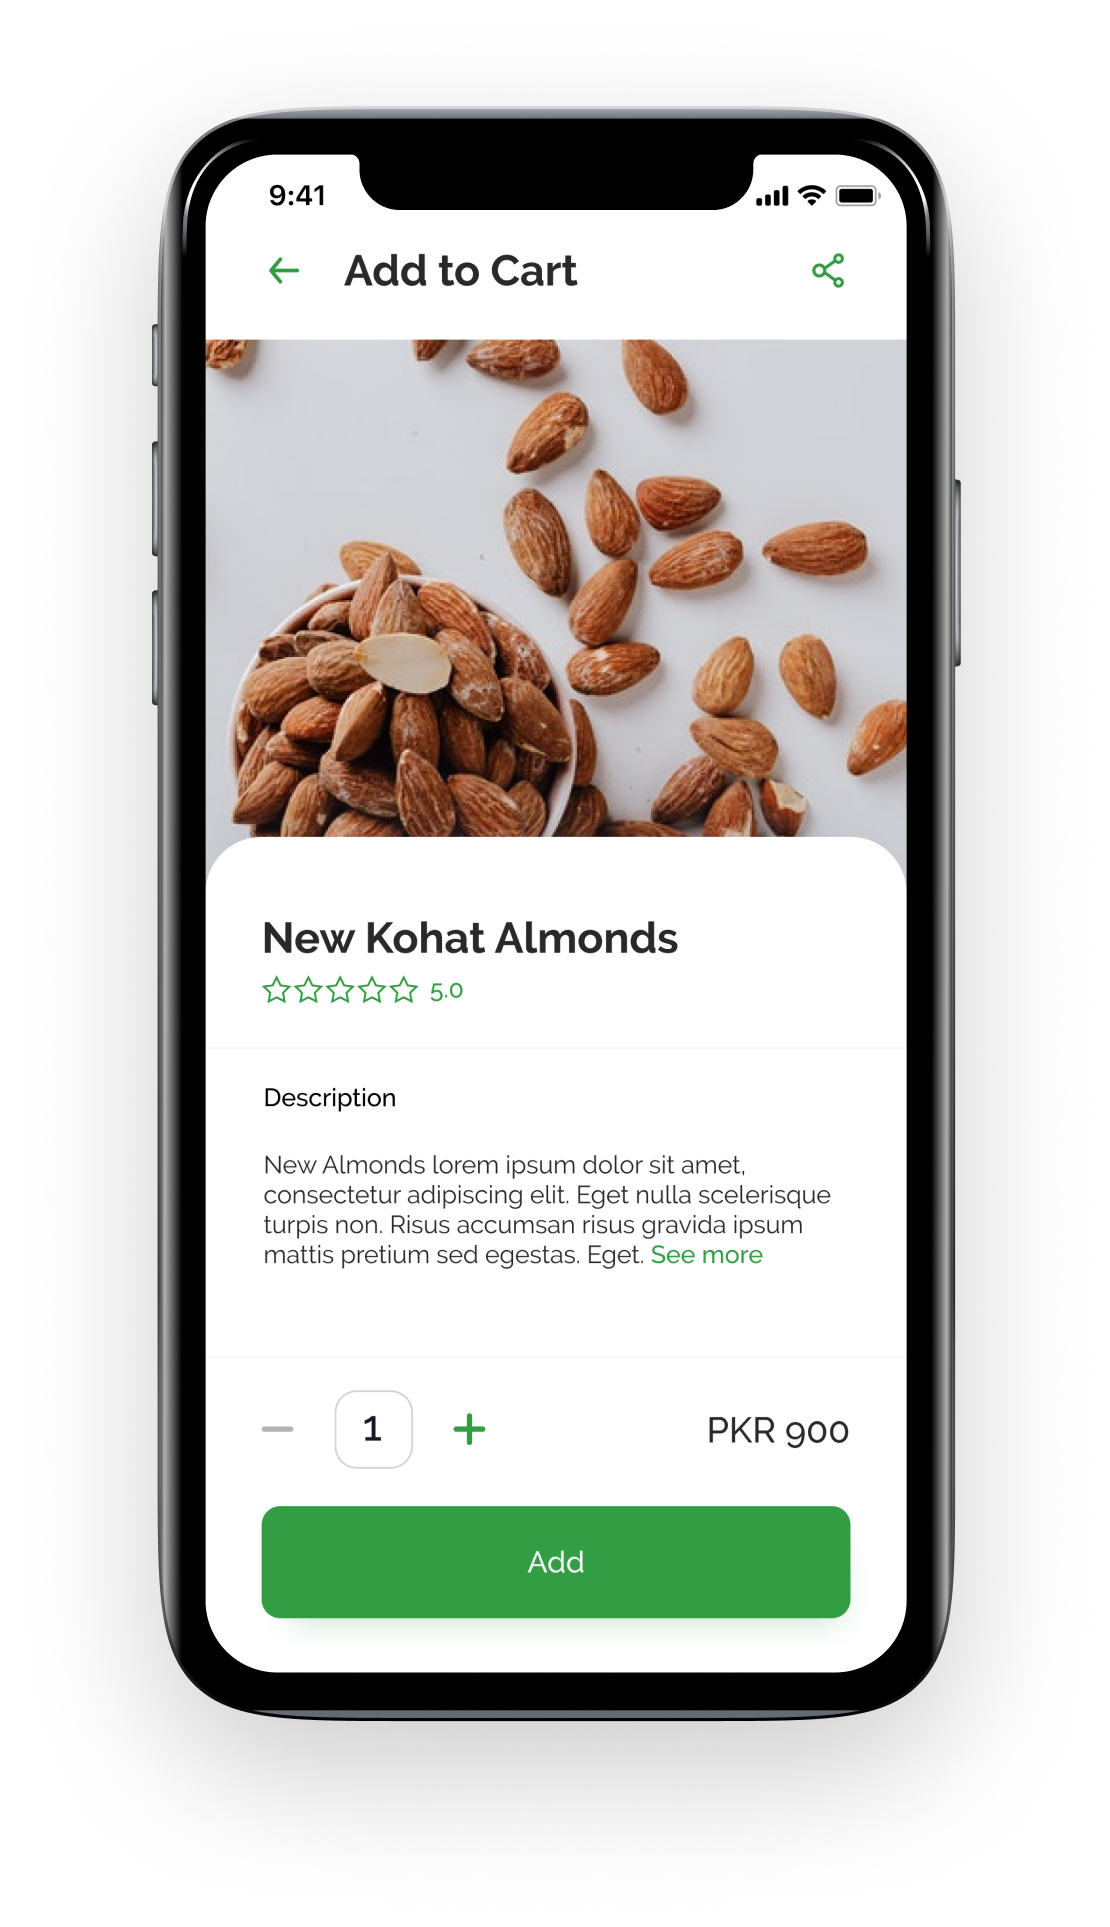 9:41
Add to Cart
New Kohat Almonds
5.0
Description
New Almonds lorem ipsum dolor sit amet,
consectetur adipiscing elit. Eget nulla scelerisque
turpis non. Risus accumsan risus gravida ipsum
mattis pretium sed egestas. Eget. See more
1
PKR 900
Add